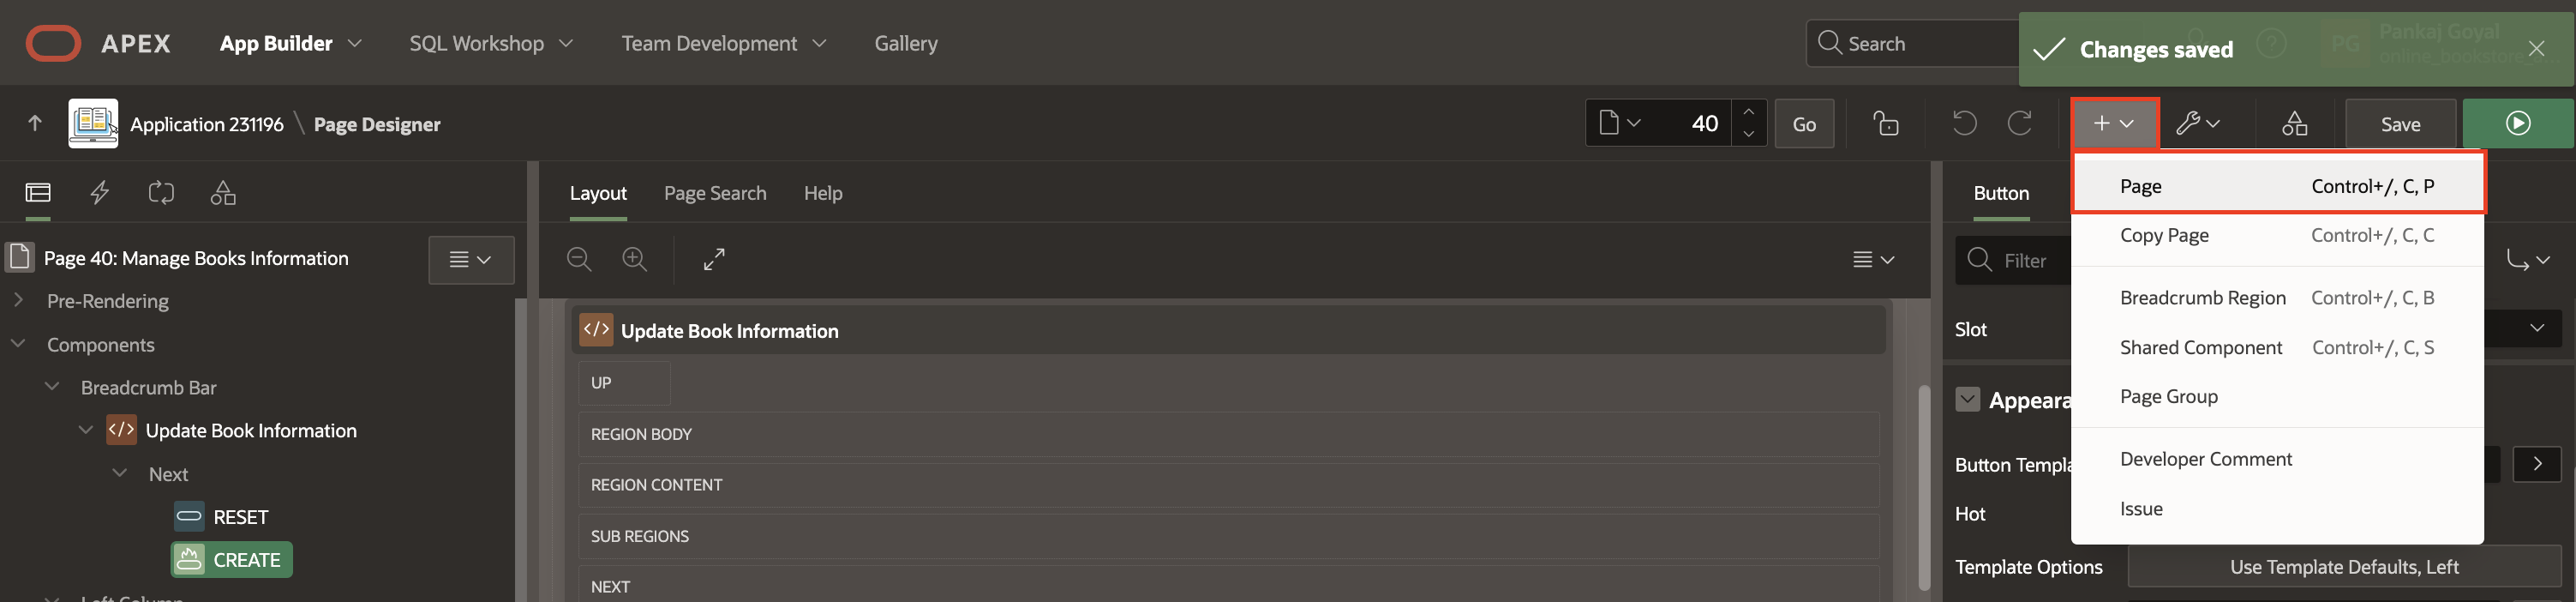 APEX
App Builder
SQL Workshop
Team Development
Gallery
Search
Changes saved
PG
Pankaj Goyal
Application 231196 \ Page Designer
40
Go
Save
Layout
Page Search
Help
Button
Page Control+/, C, P
Copy Page Control+/, C, C
Breadcrumb Region Control+/, C, B
Shared Component Control+/, C, S
Page Group
Developer Comment
Issue
Page 40: Manage Books Information
Pre-Rendering
Components
Breadcrumb Bar
Update Book Information
Next
RESET
CREATE
Left Column
Update Book Information
UP
REGION BODY
REGION CONTENT
SUB REGIONS
NEXT
Filter
Slot
Appeara
Button Templa
Hot
Template Options
Use Template Defaults, Left